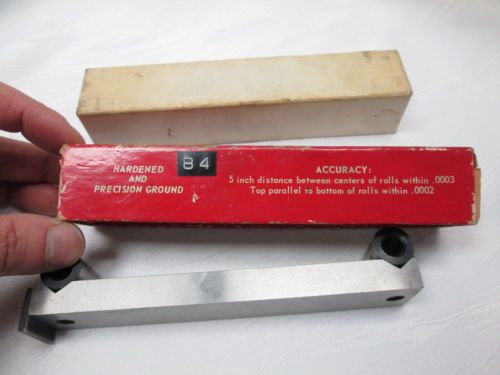 HARDENED
AND
PRECISION GROUND
84
ACCURACY:
5 inch distance between centers of rolls within .0003
Top parallel to bottom of rolls within .0002